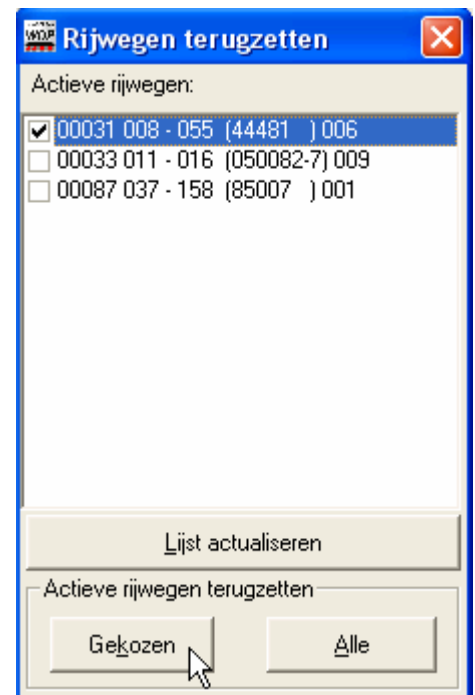 Rijwegen terugzetten
Actieve rijwegen:
00031 008 - 055 (44481 ) 006
00033 011 - 016 (050082-7) 009
00087 037 - 158 (85007 ) 001
Lijst actualiseren
Actieve rijwegen terugzetten
Gekozen Alle